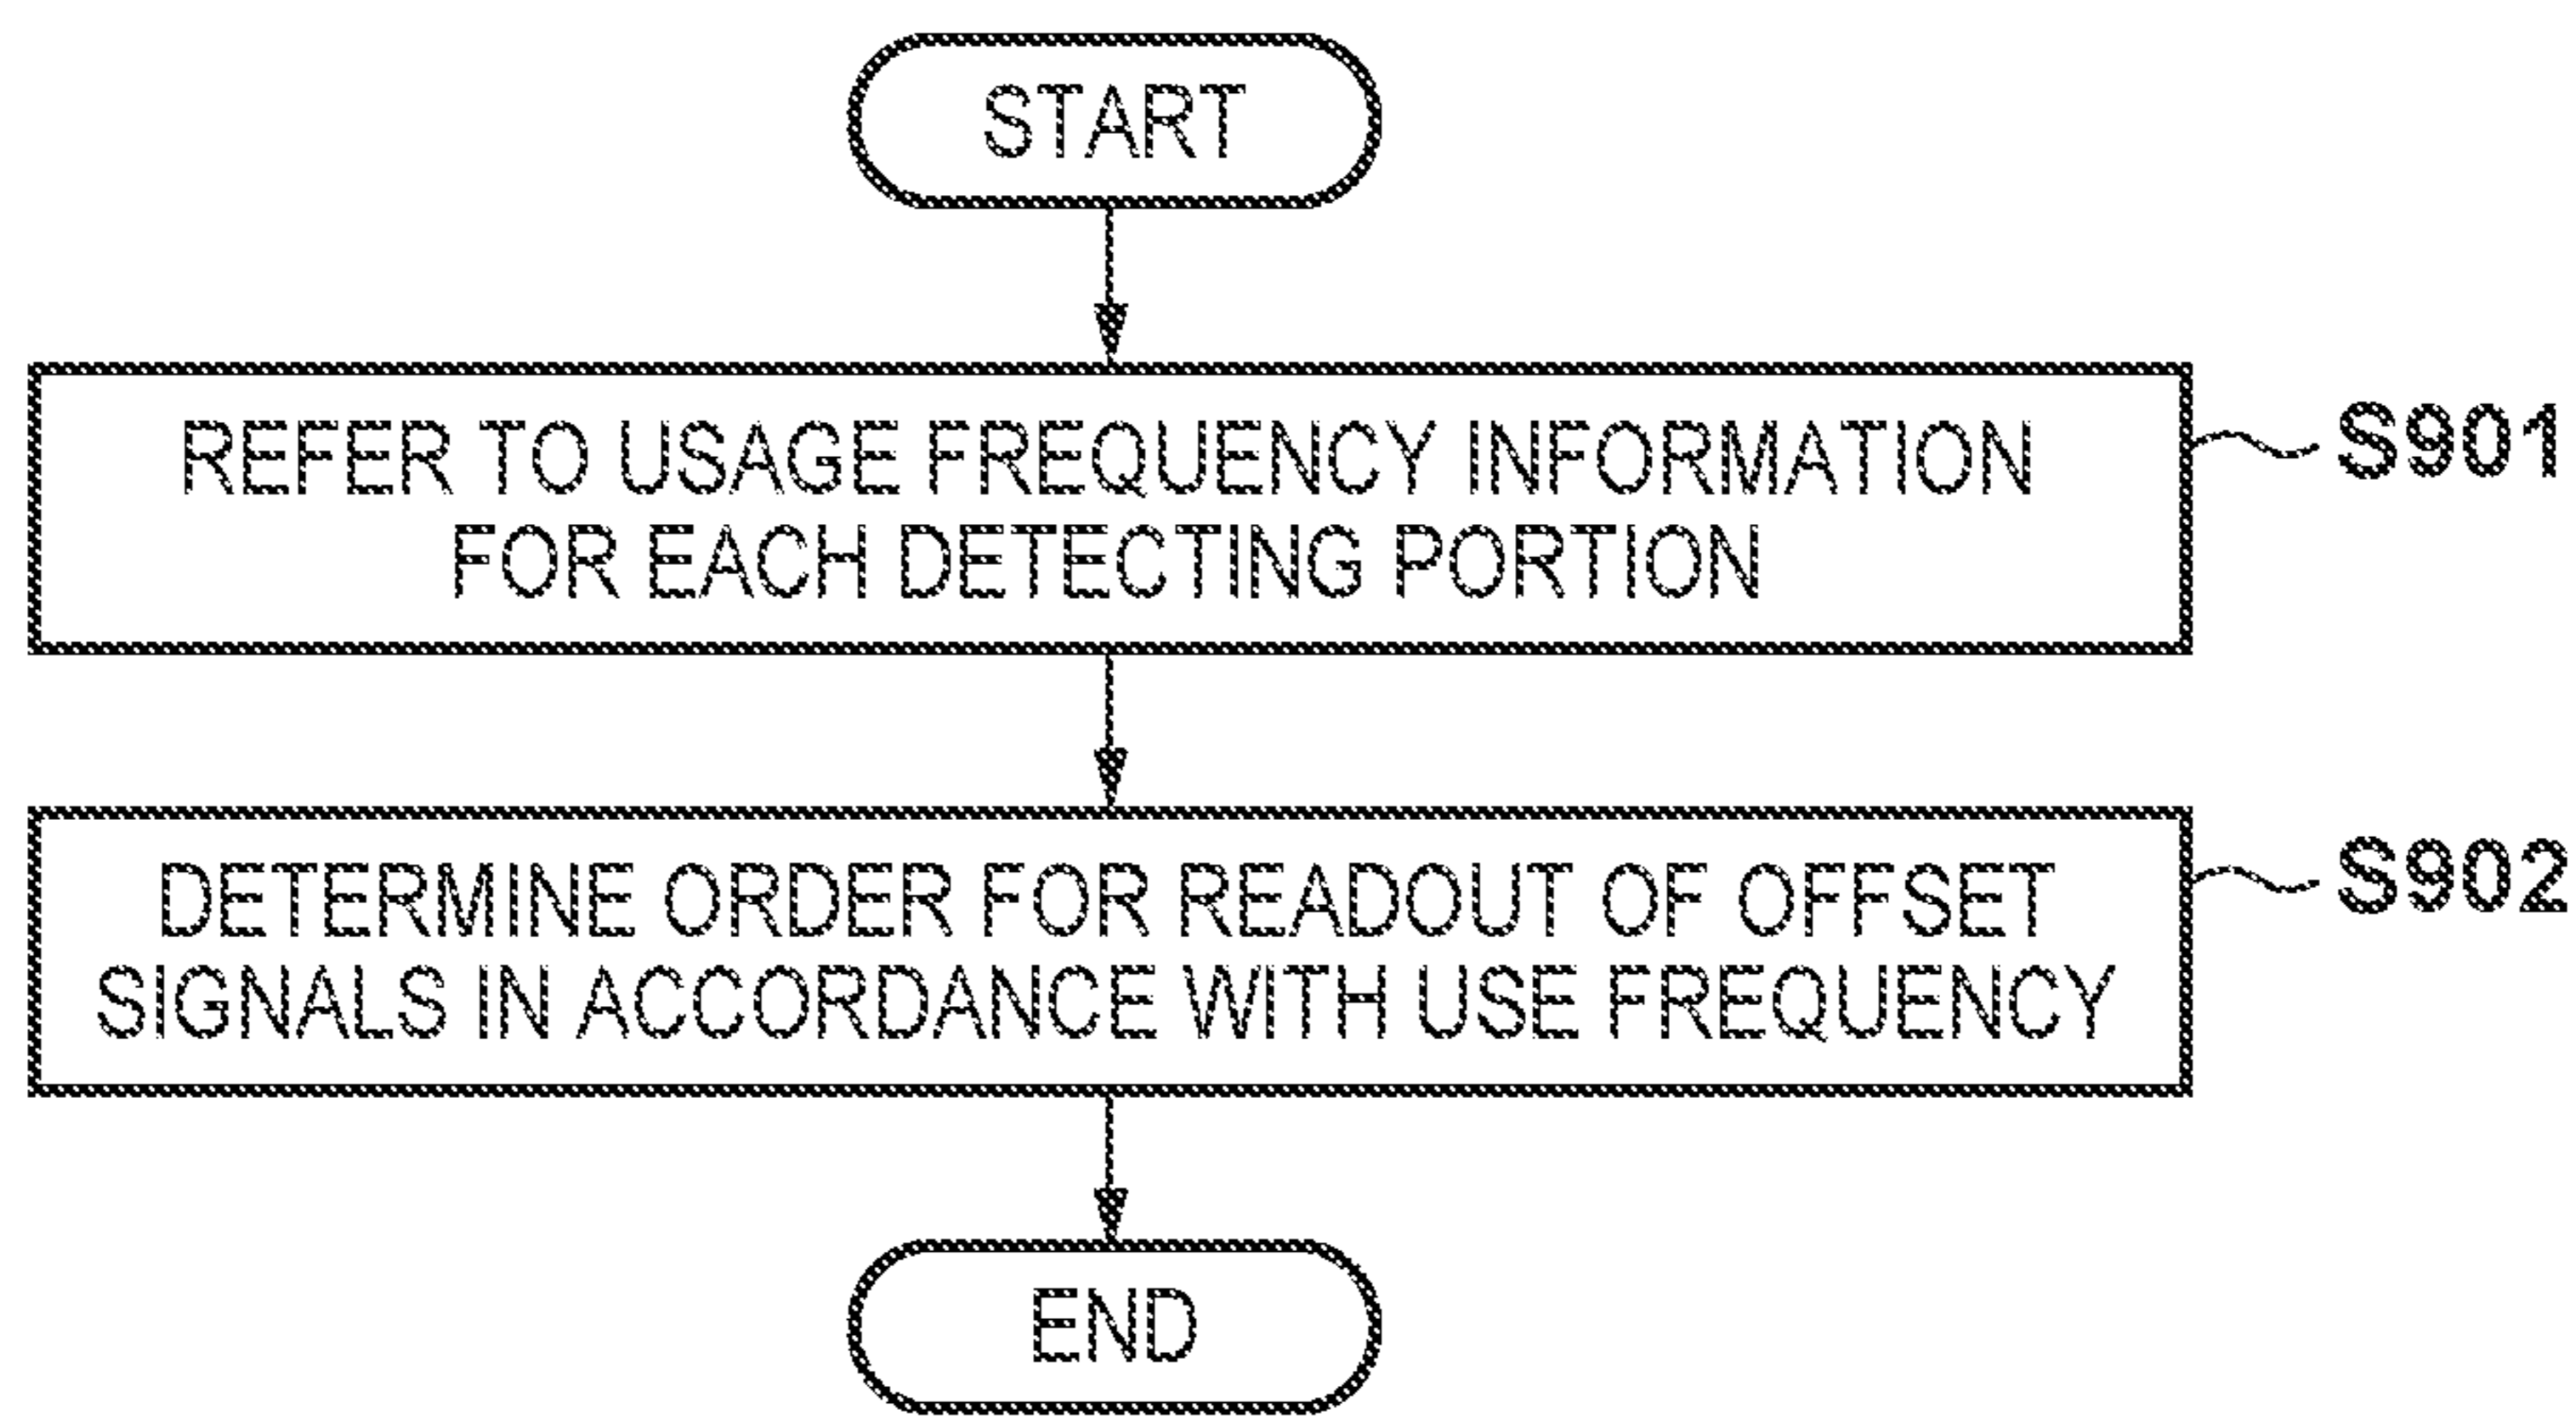 START
REFER TO USAGE FREQUENCY INFORMATION
FOR EACH DETECTING PORTION
S901
DETERMINE ORDER FOR READOUT OF OFFSET
SIGNALS IN ACCORDANCE WITH USE FREQUENCY
S902
END